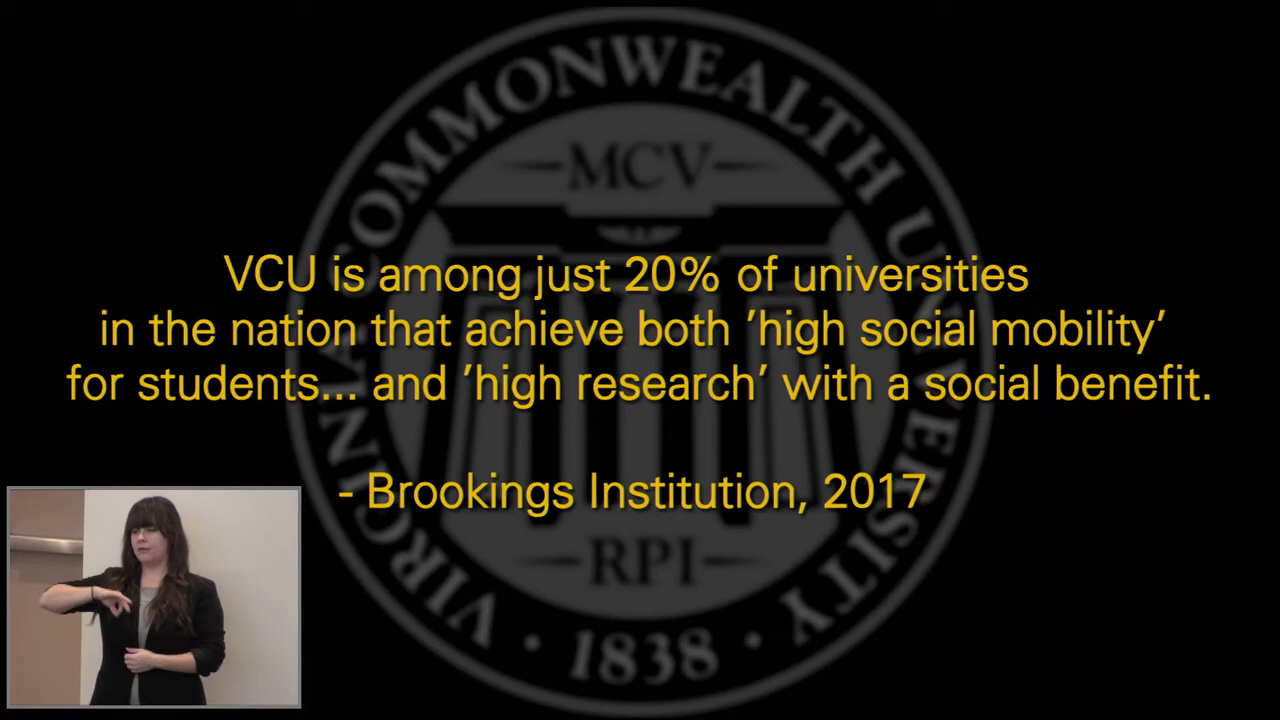 VIRGINIA COMMONWEALTH UNIVERSITY
MCV
VCU is among just 20% of universities
in the nation that achieve both 'high social mobility'
for students... and 'high research' with a social benefit.
- Brookings Institution, 2017
RPI
· 1838 ·